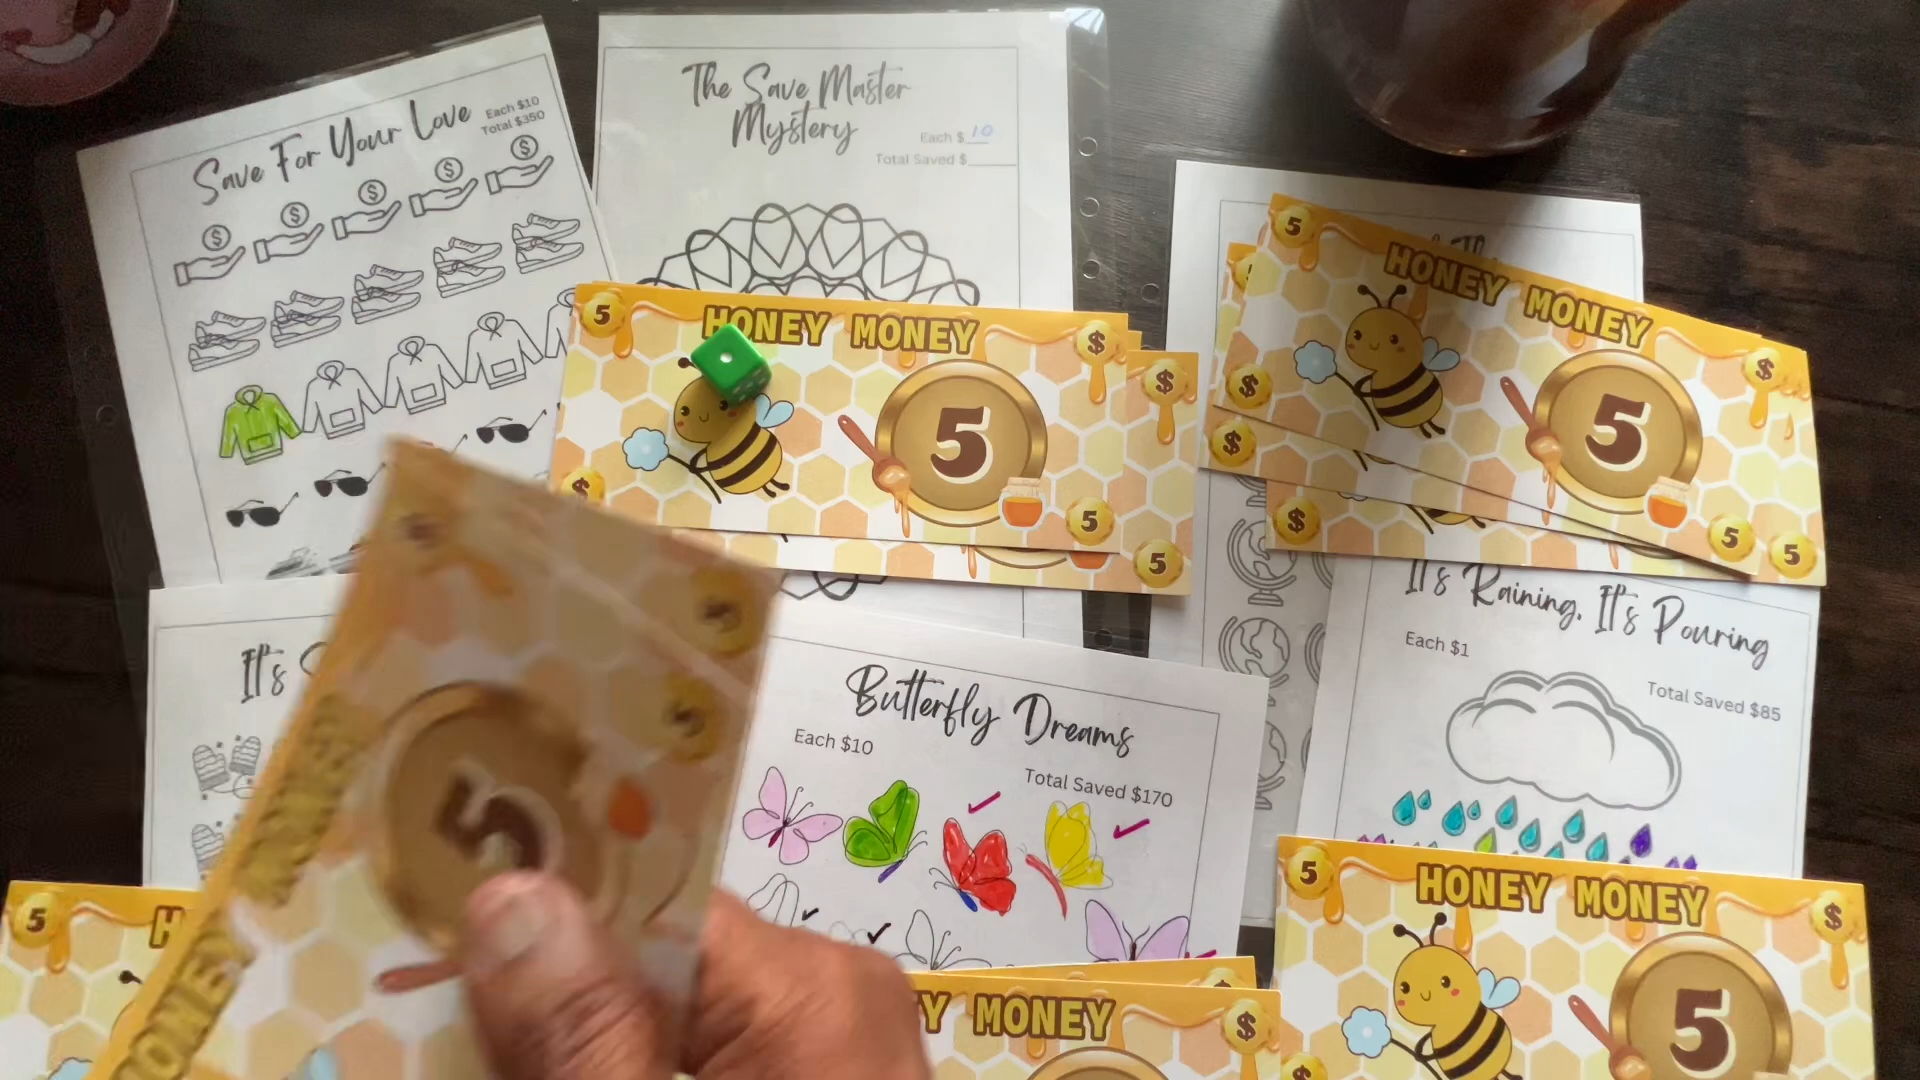 Save For Your Love
Each $10
Total $350
The Save Master
Mystery
Each $ 10
Total Saved $
5 HONEY MONEY $
5
$ 5
$
5
5 HONEY MONEY $
5
$ 5
$ 5
$
It's
5 H
5
Butterfly Dreams
Each $10
Total Saved $170
It's Raining, It's Pouring
Each $1
Total Saved $85
Y MONEY $
5 HONEY MONEY $
5